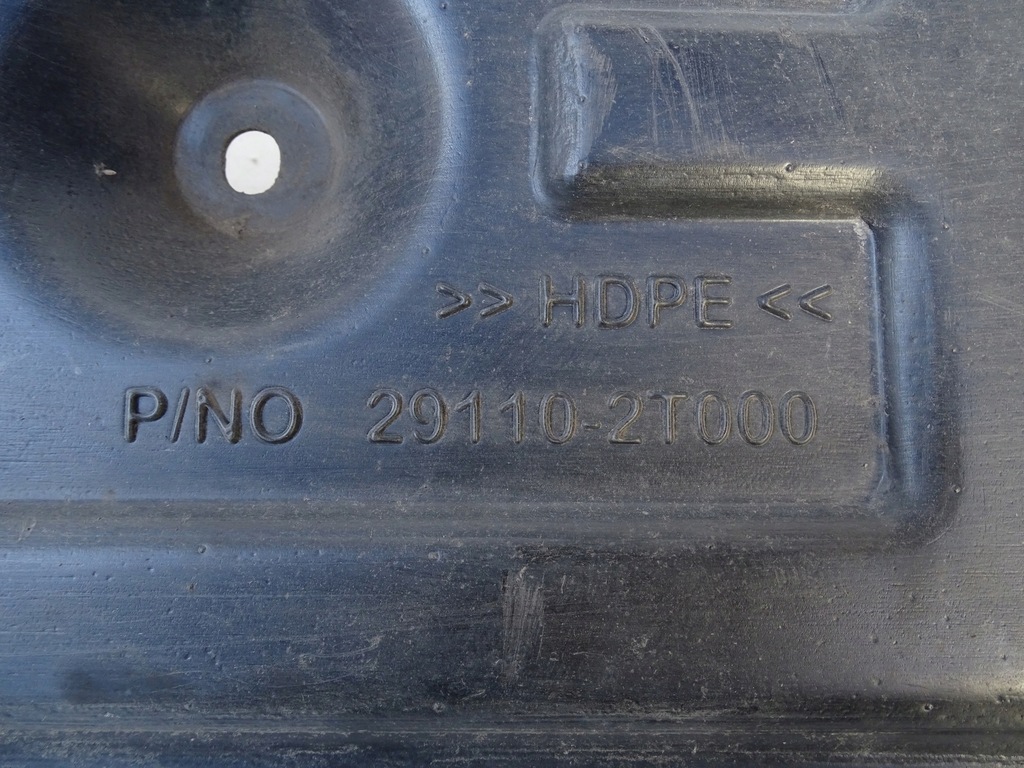 >> HDPE <<
P/NO 29110-2T000